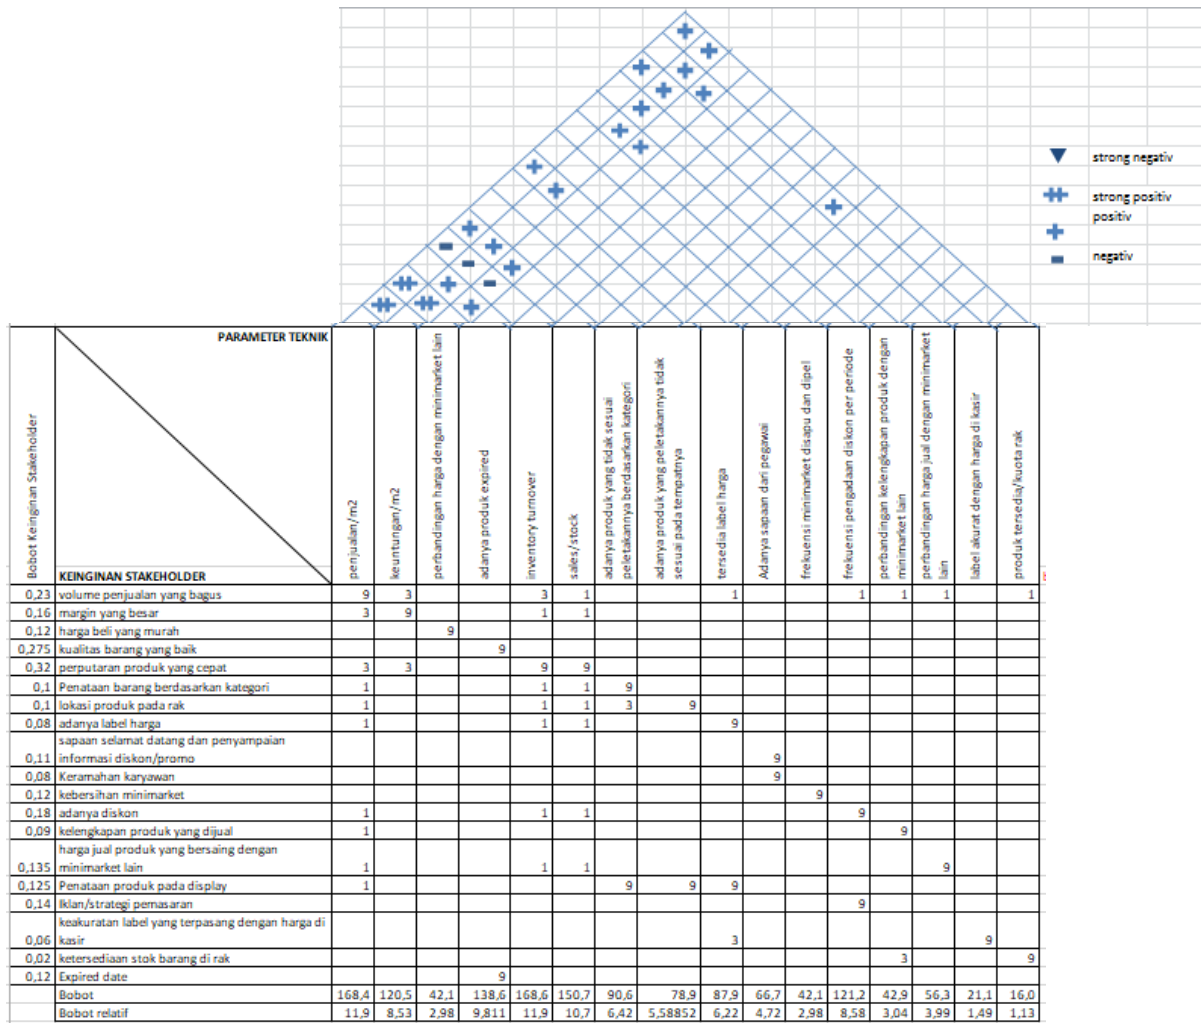 strong negativ
strong positiv
positiv
negativ
PARAMETER TEKNIK
Bobot Keinginan Stakeholder
KEINGINAN STAKEHOLDER
penjualan/m2
keuntungan/m2
perbandingan harga dengan minimarket lain
adanya produk expired
inventory turnover
sales/stock
adanya produk yang tidak sesuai
peletakannya berdasarkan kategori
adanya produk yang peletakannya tidak
sesuai pada tempatnya
tersedia label harga
Adanya sapaan dari pegawai
frekuensi minimarket disapu dan dipel
frekuensi pengadaan diskon per periode
perbandingan kelengkapan produk dengan
minimarket lain
perbandingan harga jual dengan minimarket
lain
label akurat dengan harga di kasir
produk tersedia/kuota rak
0,23 volume penjualan yang bagus 9 3 3 1 1 1 1 1 1
0,16 margin yang besar 3 9 1 1
0,12 harga beli yang murah 9
0,275 kualitas barang yang baik 9
0,32 perputaran produk yang cepat 3 3 9 9
0,1 Penataan barang berdasarkan kategori 1 1 1 9
0,1 lokasi produk pada rak 1 1 1 3 9
0,08 adanya label harga 1 1 1 9
sapaan selamat datang dan penyampaian
0,11 informasi diskon/promo 9
0,08 Keramahan karyawan 9
0,12 kebersihan minimarket 9
0,18 adanya diskon 1 1 1 9
0,09 kelengkapan produk yang dijual 1 9
harga jual produk yang bersaing dengan
0,135 minimarket lain 1 1 1 9
0,125 Penataan produk pada display 1 9 9 9
0,14 Iklan/strategi pemasaran 9
keakuratan label yang terpasang dengan harga di
0,06 kasir 3 9
0,02 ketersediaan stok barang di rak 3 9
0,12 Expired date 9
Bobot 168,4 120,5 42,1 138,6 168,6 150,7 90,6 78,9 87,9 66,7 42,1 121,2 42,9 56,3 21,1 16,0
Bobot relatif 11,9 8,53 2,98 9,811 11,9 10,7 6,42 5,58852 6,22 4,72 2,98 8,58 3,04 3,99 1,49 1,13